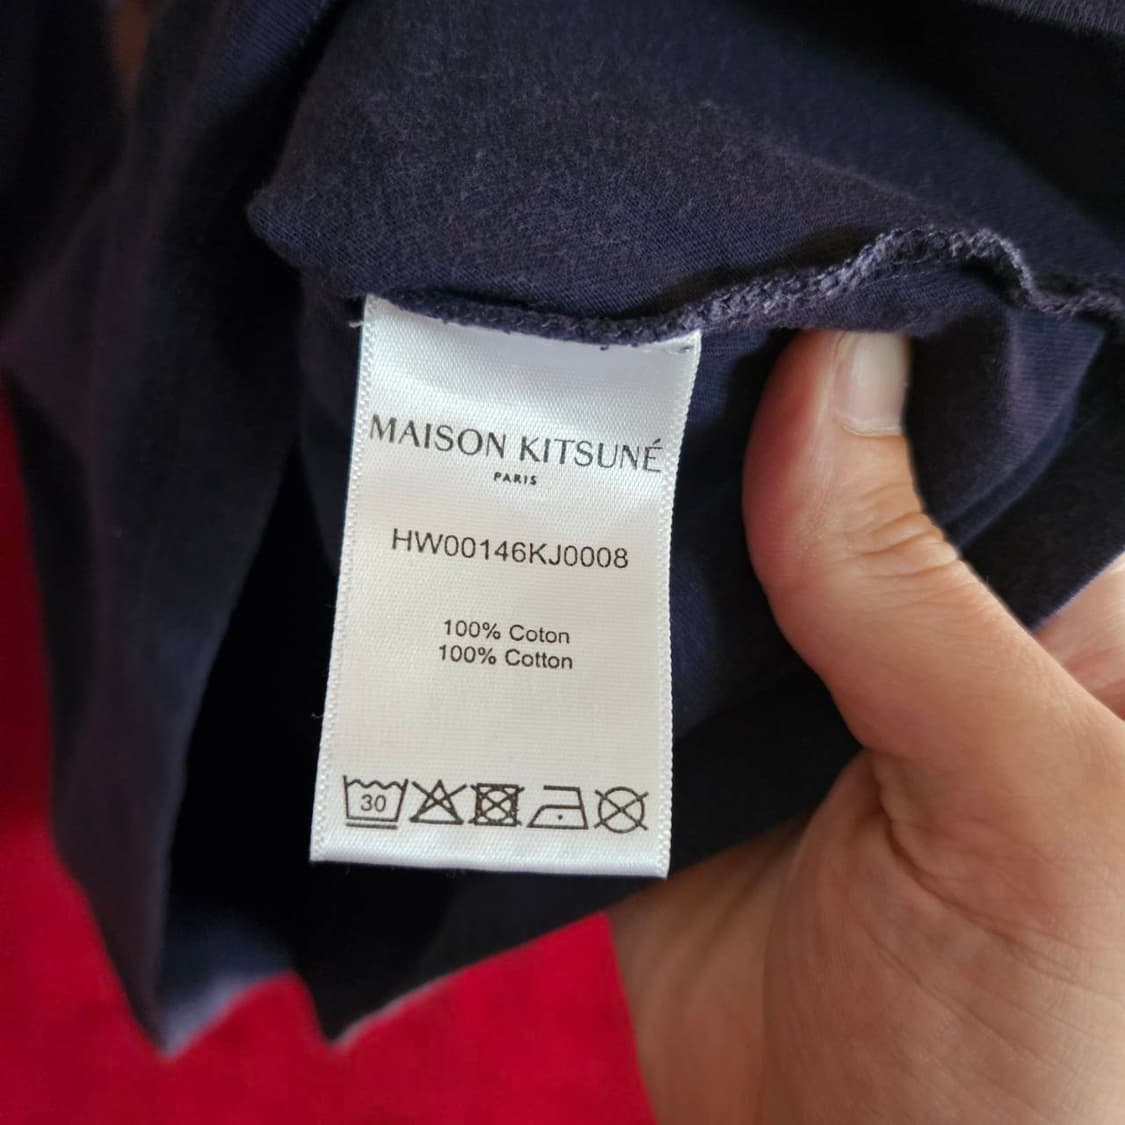 MAISON KITSUNÉ
PARIS
HW00146KJ0008
100% Coton
100% Cotton
30